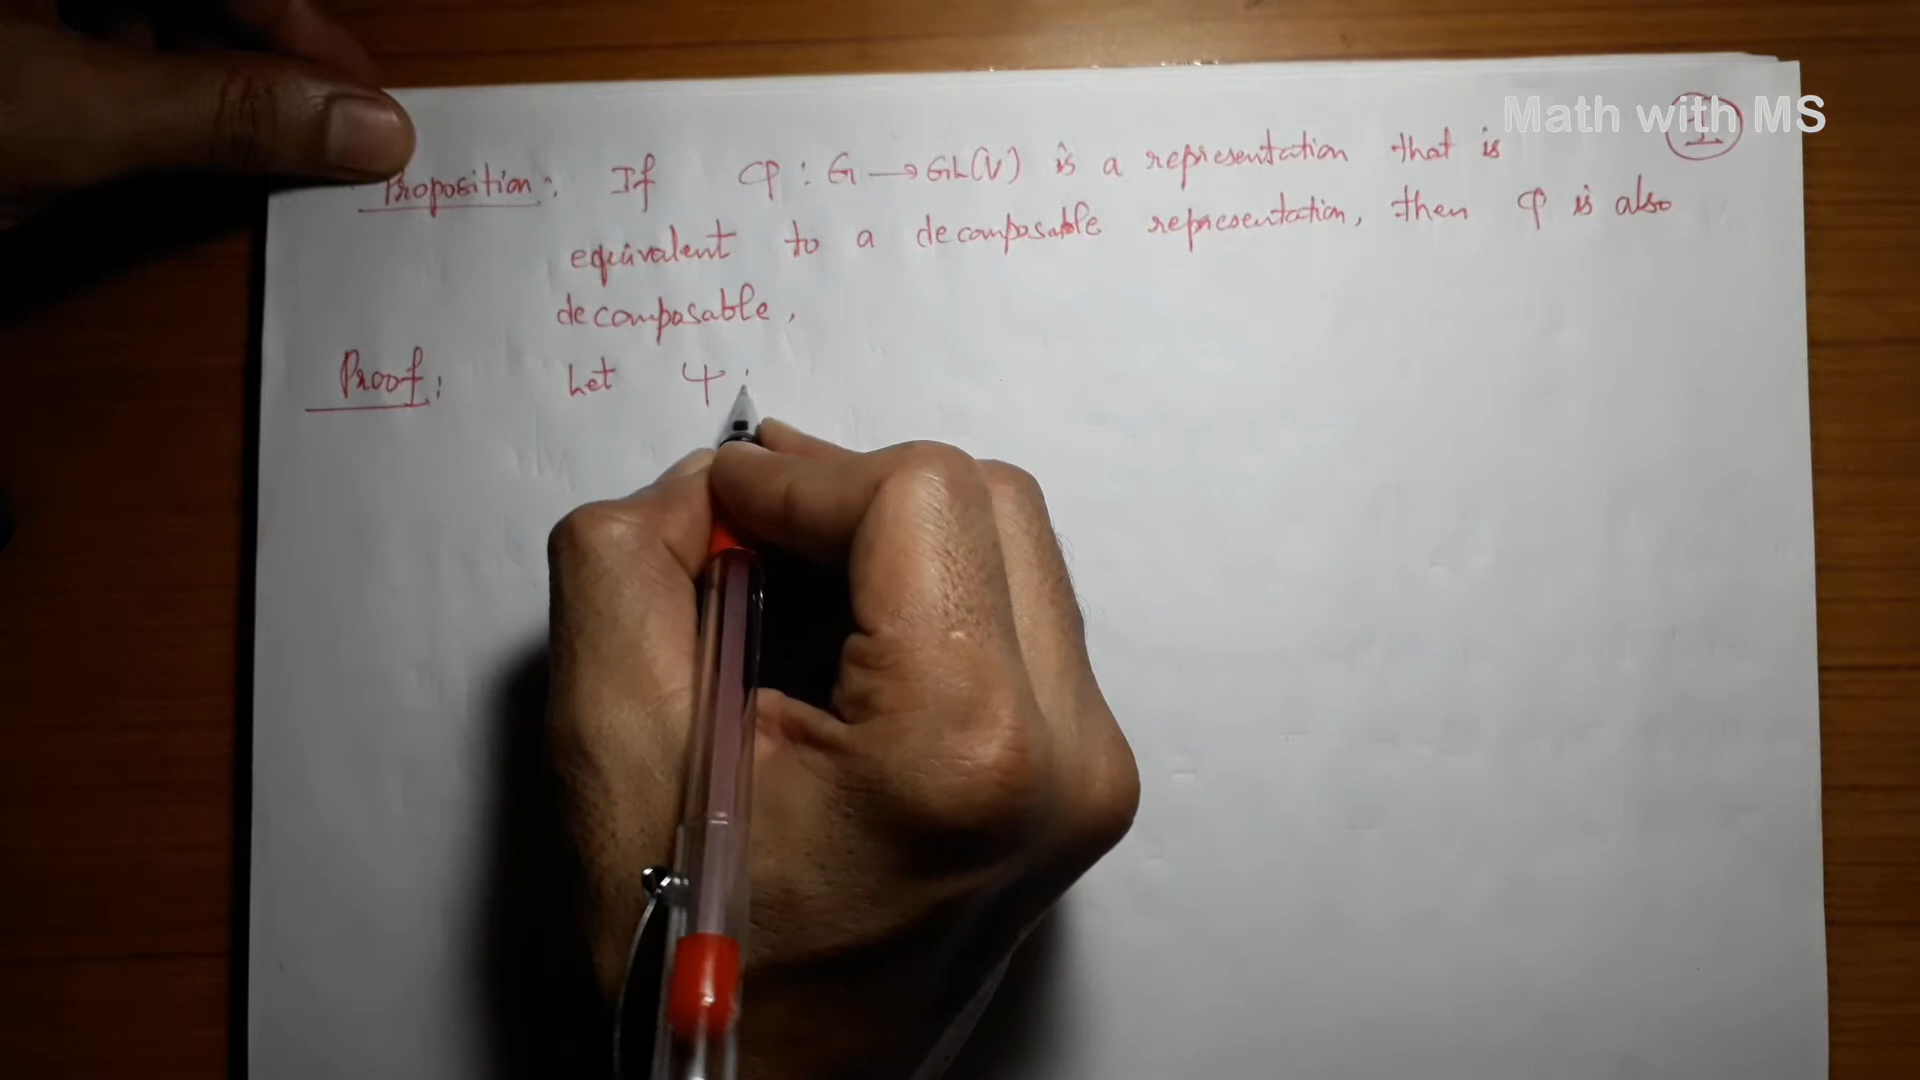 Math with MS
1
Proposition: If φ : G → GL(V) is a representation that is
equivalent to a decomposable representation, then φ is also
decomposable.
Proof: Let ψ :